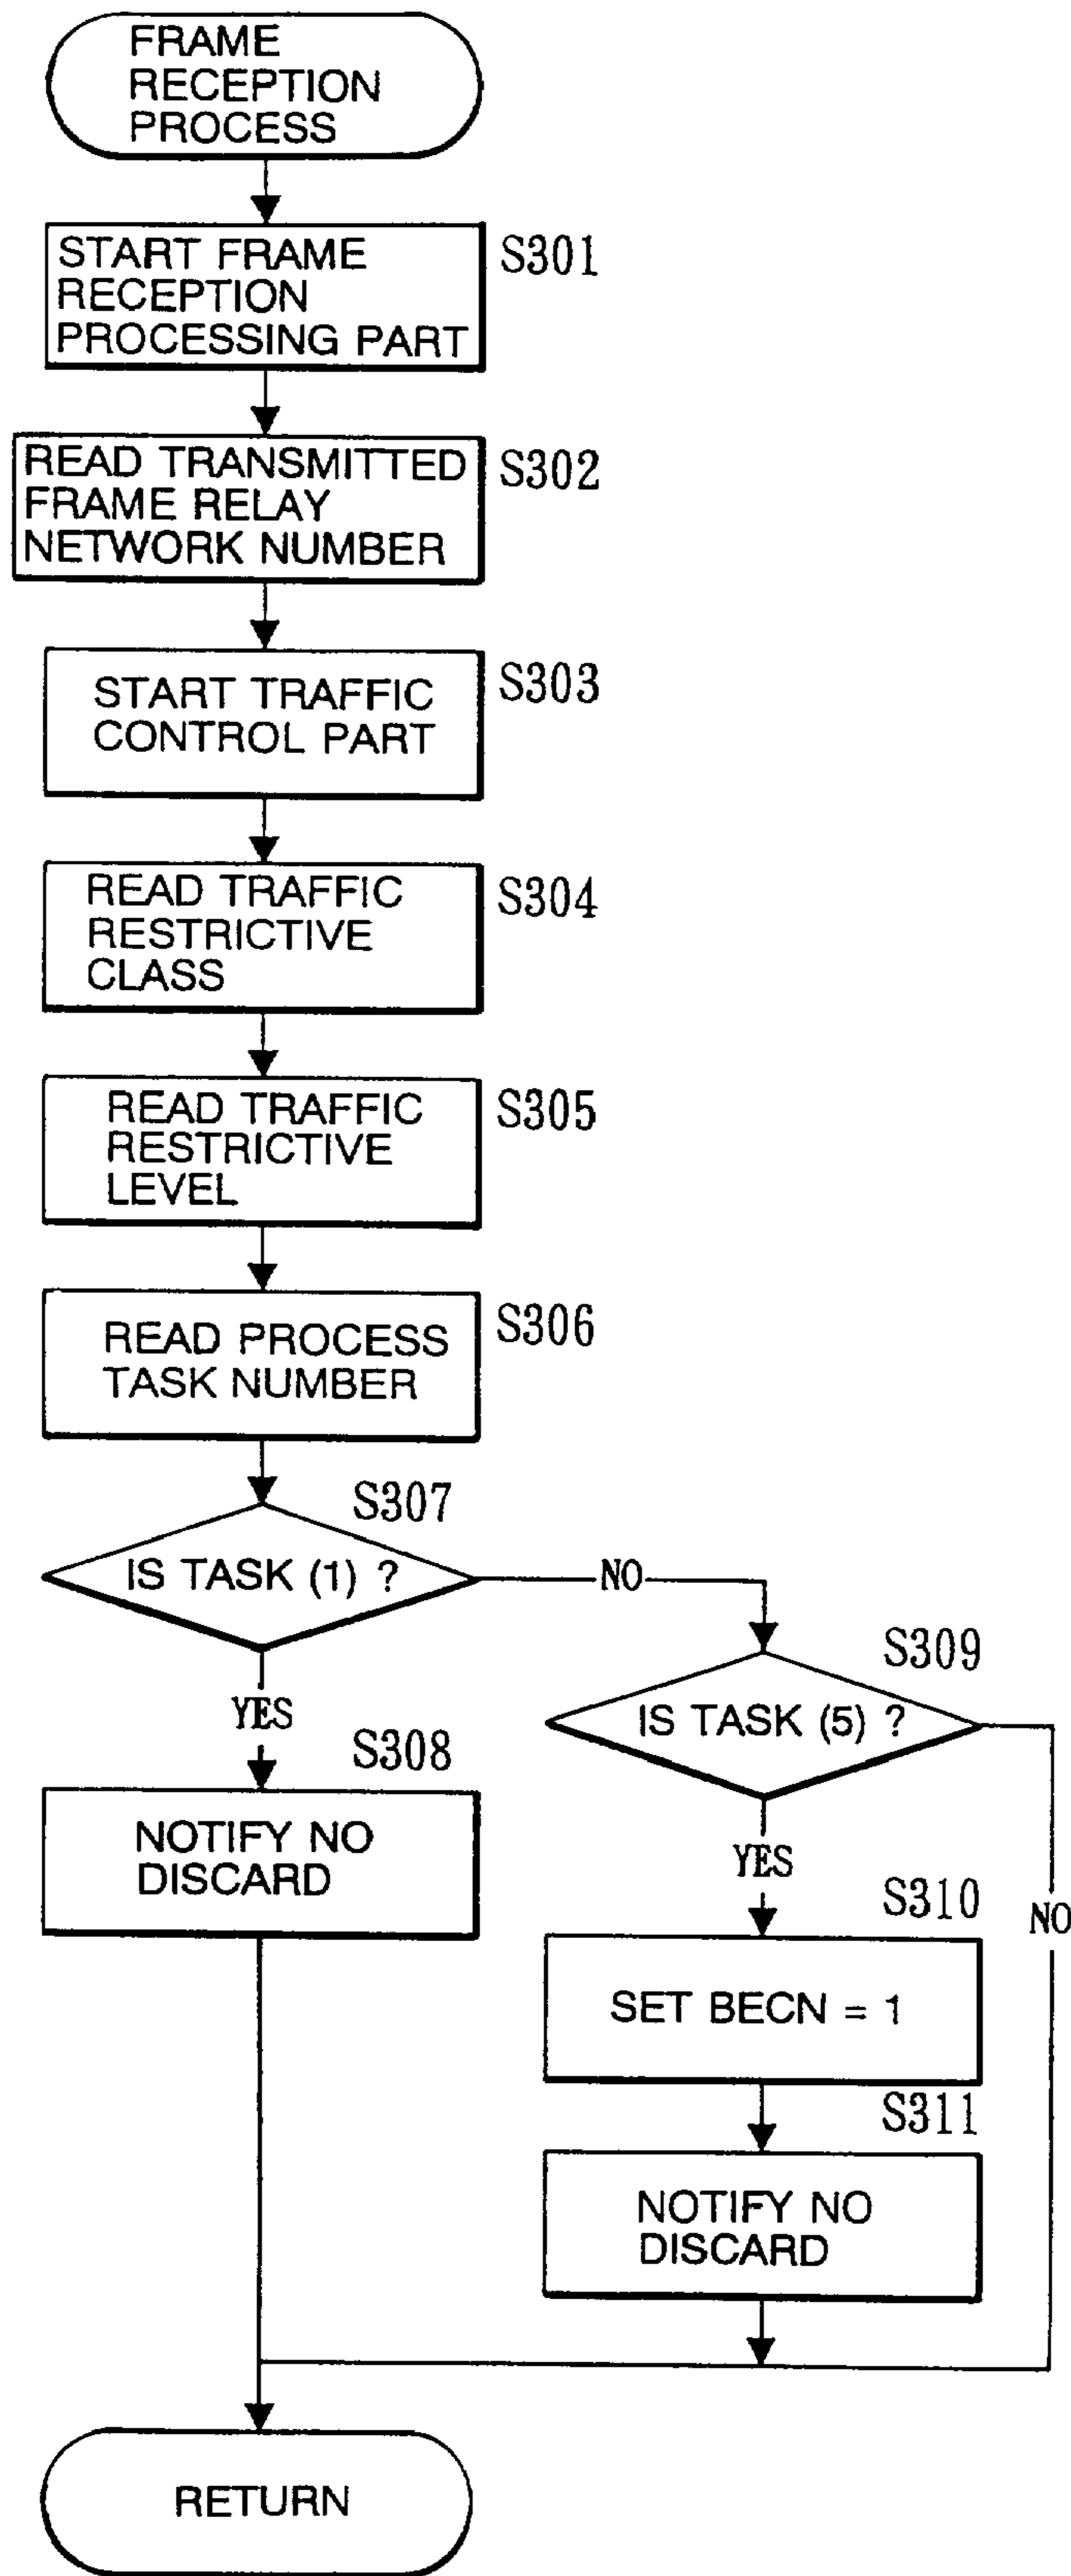 FRAME
RECEPTION
PROCESS
START FRAME
RECEPTION
PROCESSING PART
S301
READ TRANSMITTED
FRAME RELAY
NETWORK NUMBER
S302
START TRAFFIC
CONTROL PART
S303
READ TRAFFIC
RESTRICTIVE
CLASS
S304
READ TRAFFIC
RESTRICTIVE
LEVEL
S305
READ PROCESS
TASK NUMBER
S306
S307
IS TASK (1) ?
NO
YES
S308
NOTIFY NO
DISCARD
S309
IS TASK (5) ?
YES
NO
S310
SET BECN = 1
S311
NOTIFY NO
DISCARD
RETURN